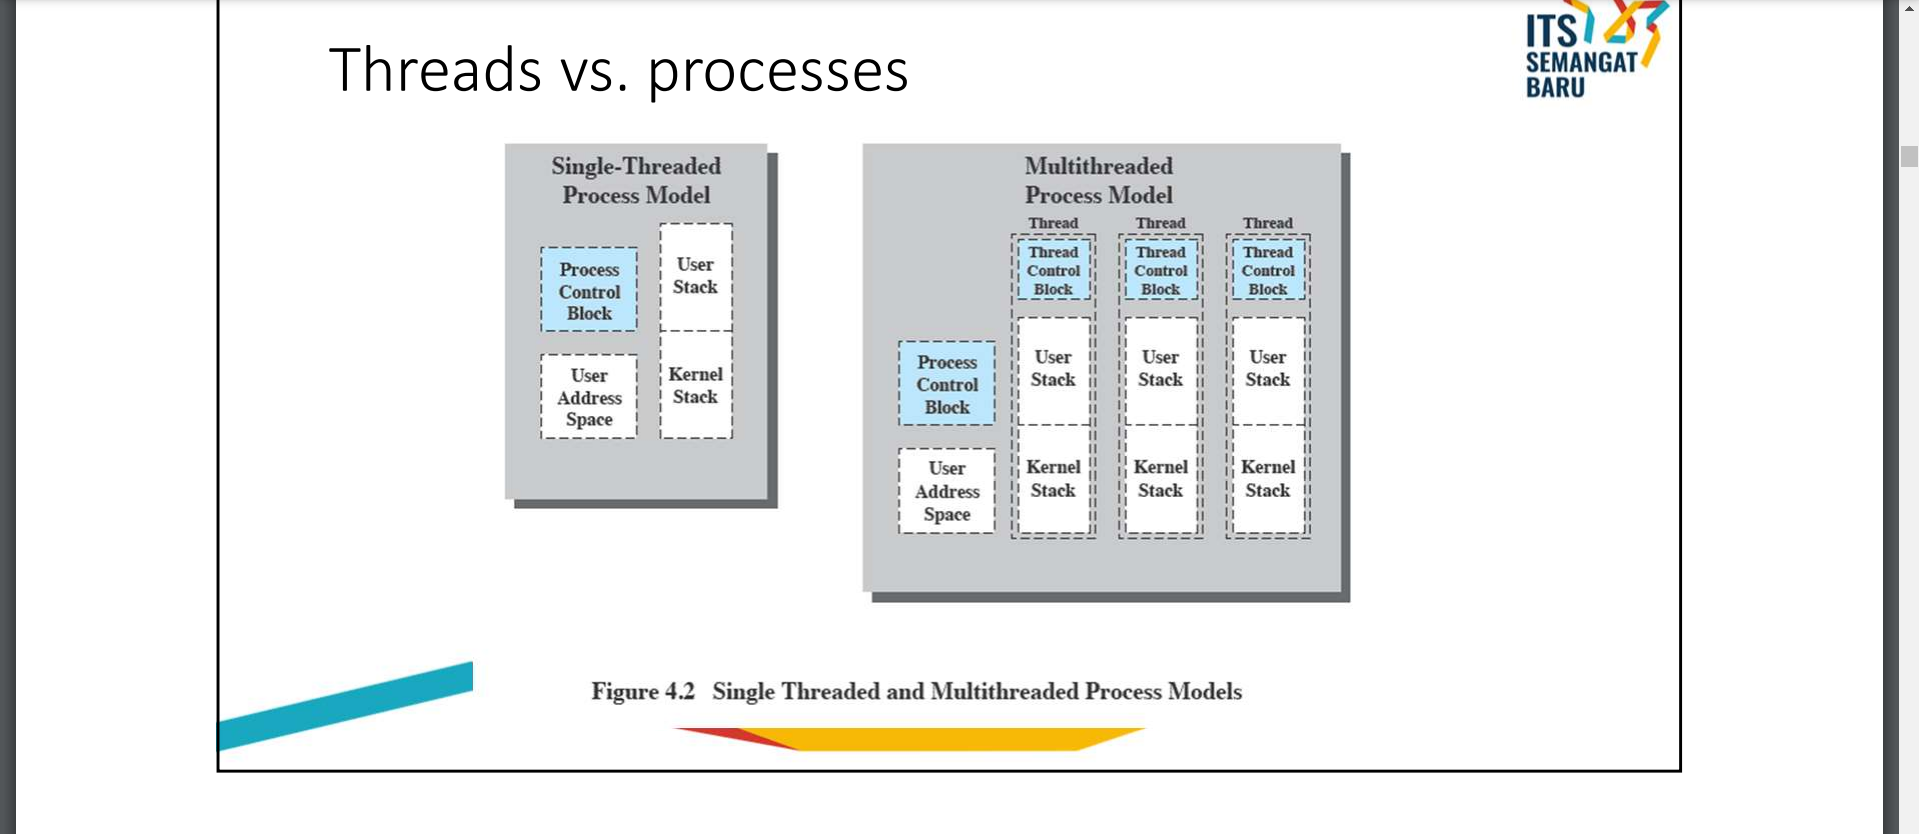 Threads vs. processes
ITS
SEMANGAT
BARU
Single-Threaded
Process Model
Process
Control
Block
User
Address
Space
User
Stack
Kernel
Stack
Multithreaded
Process Model
Process
Control
Block
User
Address
Space
Thread
Thread
Control
Block
User
Stack
Kernel
Stack
Thread
Thread
Control
Block
User
Stack
Kernel
Stack
Thread
Thread
Control
Block
User
Stack
Kernel
Stack
Figure 4.2 Single Threaded and Multithreaded Process Models